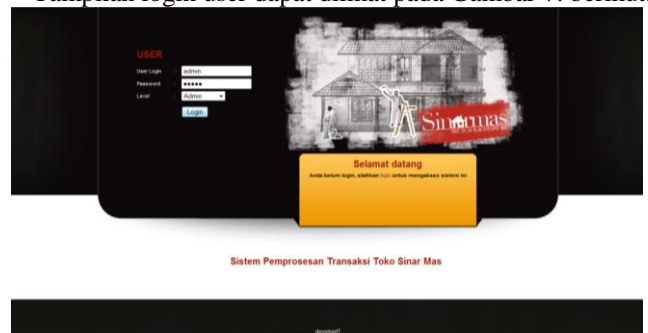 Tampilan login user dapat dilihat pada Gambar 7. berikut
USER
User Login : admin
Password : •••••
Level : Admin
Login
Sinarmas
Selamat datang
Anda belum login, silahkan login untuk mengakses sistem ini
Sistem Pemprosesan Transaksi Toko Sinar Mas